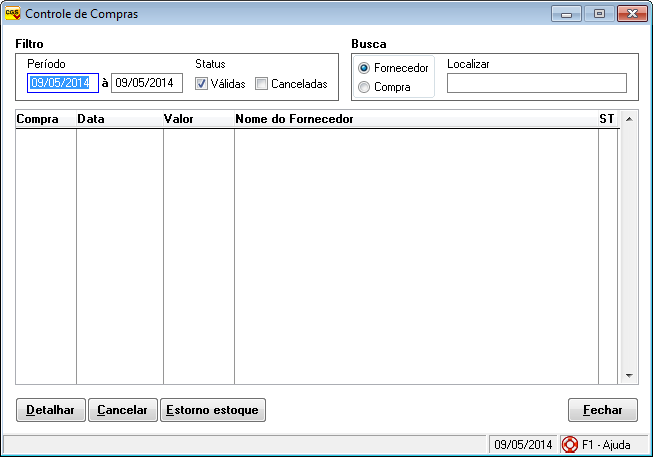 CGS Controle de Compras
Filtro Busca
Período Status Fornecedor Localizar
09/05/2014 à 09/05/2014 Válidas Canceladas Compra
Compra Data Valor Nome do Fornecedor ST
Detalhar Cancelar Estorno estoque Fechar
09/05/2014 F1 - Ajuda